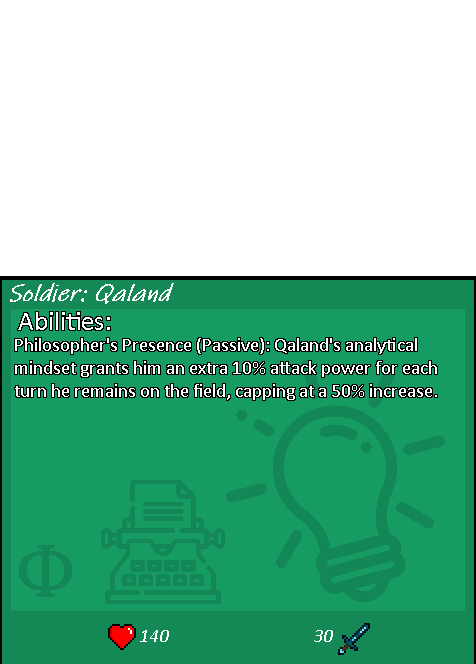 Soldier: Qaland
Abilities:
Philosopher's Presence (Passive): Qaland's analytical
mindset grants him an extra 10% attack power for each
turn he remains on the field, capping at a 50% increase.
Φ
140
30